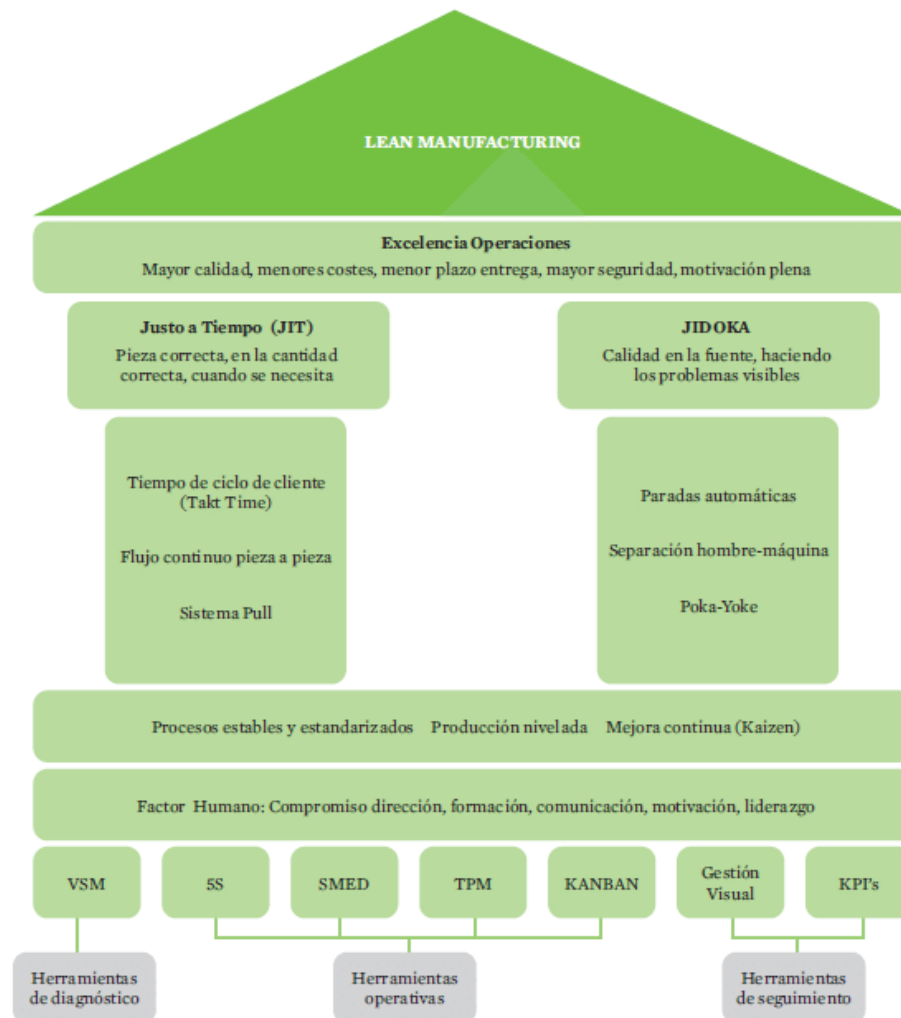 LEAN MANUFACTURING
Excelencia Operaciones
Mayor calidad, menores costes, menor plazo entrega, mayor seguridad, motivación plena
Justo a Tiempo (JIT)
Pieza correcta, en la cantidad
correcta, cuando se necesita
JIDOKA
Calidad en la fuente, haciendo
los problemas visibles
Tiempo de ciclo de cliente
(Takt Time)
Flujo continuo pieza a pieza
Sistema Pull
Paradas automáticas
Separación hombre-máquina
Poka-Yoke
Procesos estables y estandarizados Producción nivelada Mejora continua (Kaizen)
Factor Humano: Compromiso dirección, formación, comunicación, motivación, liderazgo
VSM
5S
SMED
TPM
KANBAN
Gestión
Visual
KPI's
Herramientas
de diagnóstico
Herramientas
operativas
Herramientas
de seguimiento